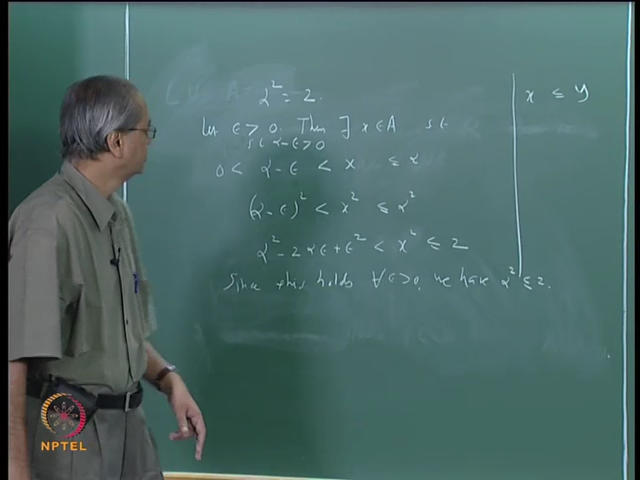 α² = 2.
Let ε > 0. Then ∃ x ∈ A s.t
s.t α - ε > 0
0 < α - ε < x ≤ α
(α - ε)² < x² ≤ α²
α² - 2αε + ε² < x² ≤ 2
Since this holds ∀ ε > 0, we have α² ≤ 2.
x ≤ y
NPTEL